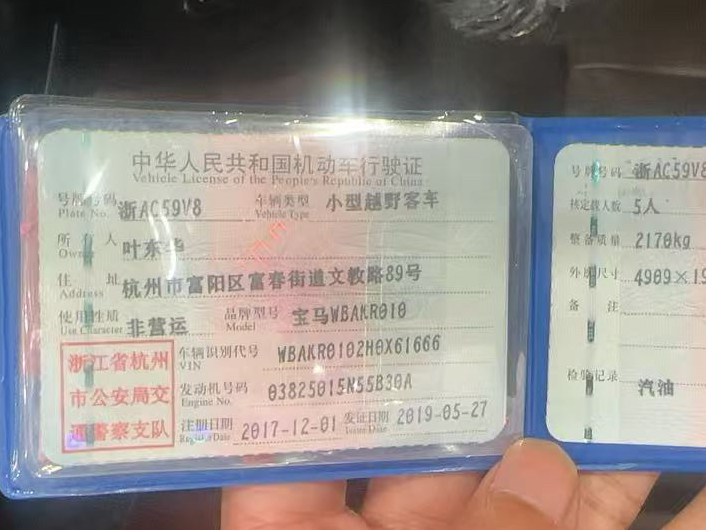 中华人民共和国机动车行驶证
Vehicle License of the People's Republic of China
号牌号码 浙AC59V8 车辆类型 小型越野客车
Plate No. Vehicle Type
所有人 叶东华
Owner
住址 杭州市富阳区富春街道文教路89号
Address
使用性质 非营运 品牌型号 宝马WBAKR010
Use Character Model
浙江省杭州
市公安局交
通警察支队
车辆识别代号 WBAKR0102H0X61666
VIN
发动机号码 03825015N55B30A
Engine No.
注册日期 2017-12-01 发证日期 2019-05-27
Register Date Issue Date
号牌号码 浙AC59V8
核定载人数 5人
整备质量 2170kg
外廓尺寸 4909×19
备注
检验记录
汽油